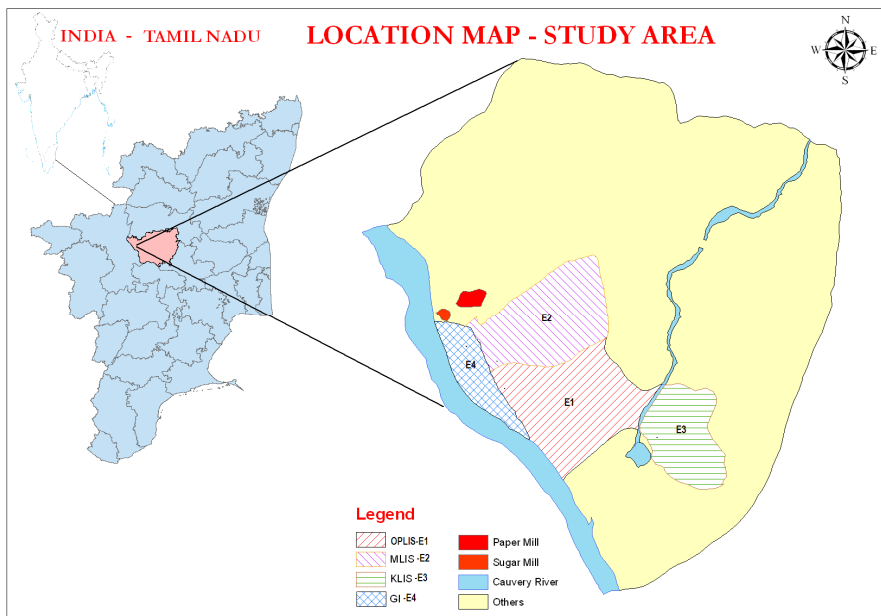 INDIA - TAMIL NADU
LOCATION MAP - STUDY AREA
N
W
E
S
E2
E4
E1
E3
Legend
OPLIS-E1
MLIS -E2
KLIS -E3
GI -E4
Paper Mill
Sugar Mill
Cauvery River
Others